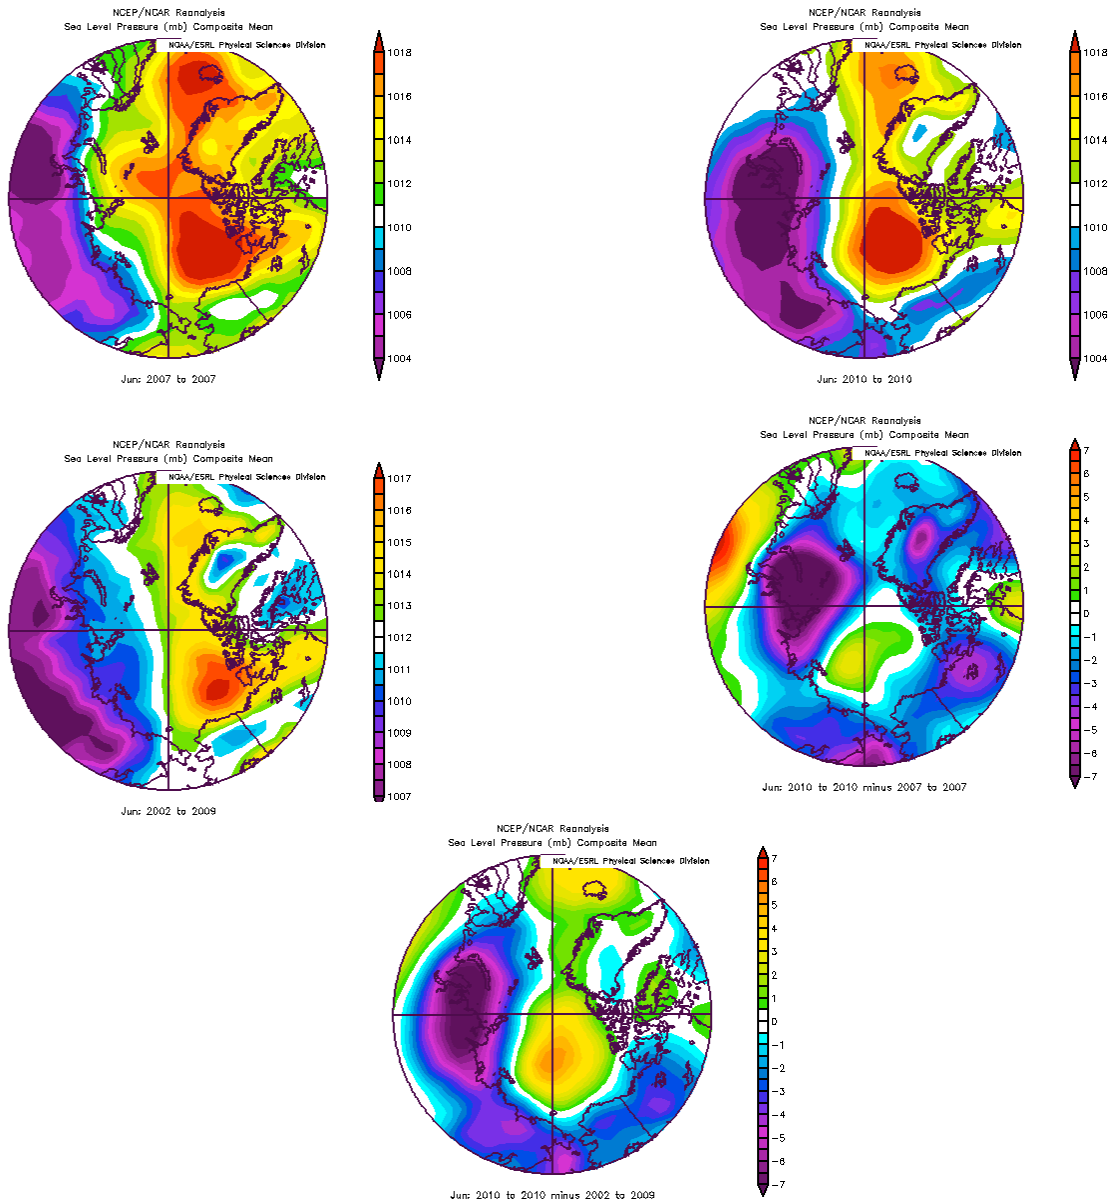 NCEP/NCAR Reanalysis
Sea Level Pressure (mb) Composite Mean
NOAA/ESRL Physical Sciences Division
1018
1016
1014
1012
1010
1008
1006
1004
Jun: 2007 to 2007
NCEP/NCAR Reanalysis
Sea Level Pressure (mb) Composite Mean
NOAA/ESRL Physical Sciences Division
1018
1016
1014
1012
1010
1008
1006
1004
Jun: 2010 to 2010
NCEP/NCAR Reanalysis
Sea Level Pressure (mb) Composite Mean
NOAA/ESRL Physical Sciences Division
1017
1016
1015
1014
1013
1012
1011
1010
1009
1008
1007
Jun: 2002 to 2009
NCEP/NCAR Reanalysis
Sea Level Pressure (mb) Composite Mean
NOAA/ESRL Physical Sciences Division
7
6
5
4
3
2
1
0
-1
-2
-3
-4
-5
-6
-7
Jun: 2010 to 2010 minus 2007 to 2007
NCEP/NCAR Reanalysis
Sea Level Pressure (mb) Composite Mean
NOAA/ESRL Physical Sciences Division
7
6
5
4
3
2
1
0
-1
-2
-3
-4
-5
-6
-7
Jun: 2010 to 2010 minus 2002 to 2009